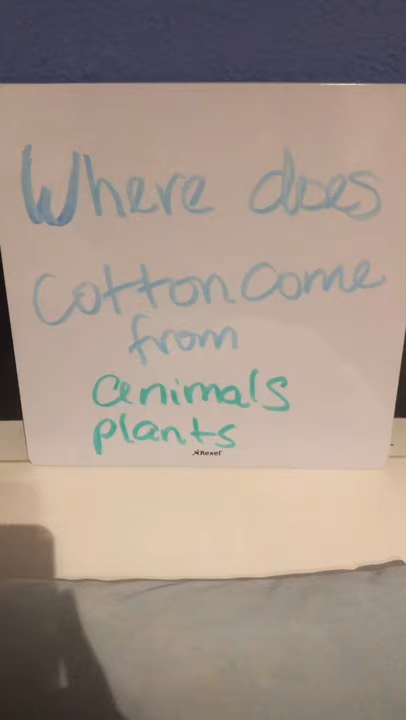 Where does
cotton come
from
animals
plants
Rexel